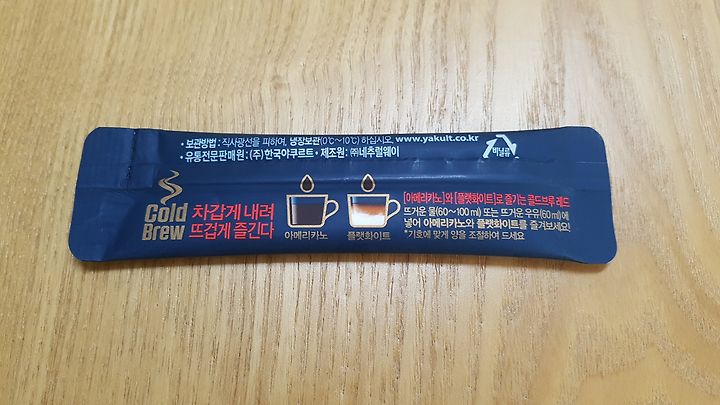 • 보관방법 : 직사광선을 피하여, 냉장보관(0℃~10℃) 하십시오. www.yakult.co.kr
• 유통전문판매원 : (주)한국야쿠르트 • 제조원 : ㈜네추럴웨이
비닐류
Cold
Brew
차갑게 내려
뜨겁게 즐긴다
아메리카노
플랫화이트
[아메리카노]와 [플랫화이트]로 즐기는 콜드브루 레드
뜨거운 물(60~100ml) 또는 뜨거운 우유(60ml)에
넣어 아메리카노와 플랫화이트를 즐겨보세요!
*기호에 맞게 양을 조절하여 드세요